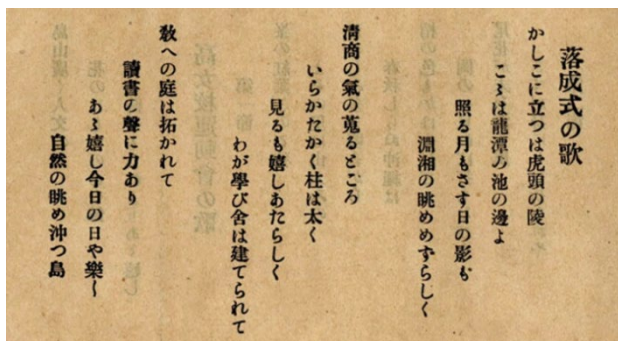 落成式の歌
かしこに立つは虎頭の陵
こゝは龍潭の池の邊よ
照る月もさす日の影も
淵湘の眺めめずらしく
淸商の氣の蒐るところ
いらかたかく柱は太く
見るも嬉しあたらしく
わが學び舍は建てられて
敎への庭は拓かれて
讀書の聲に力あり
あゝ嬉し今日の日や樂し
自然の眺め沖つ島